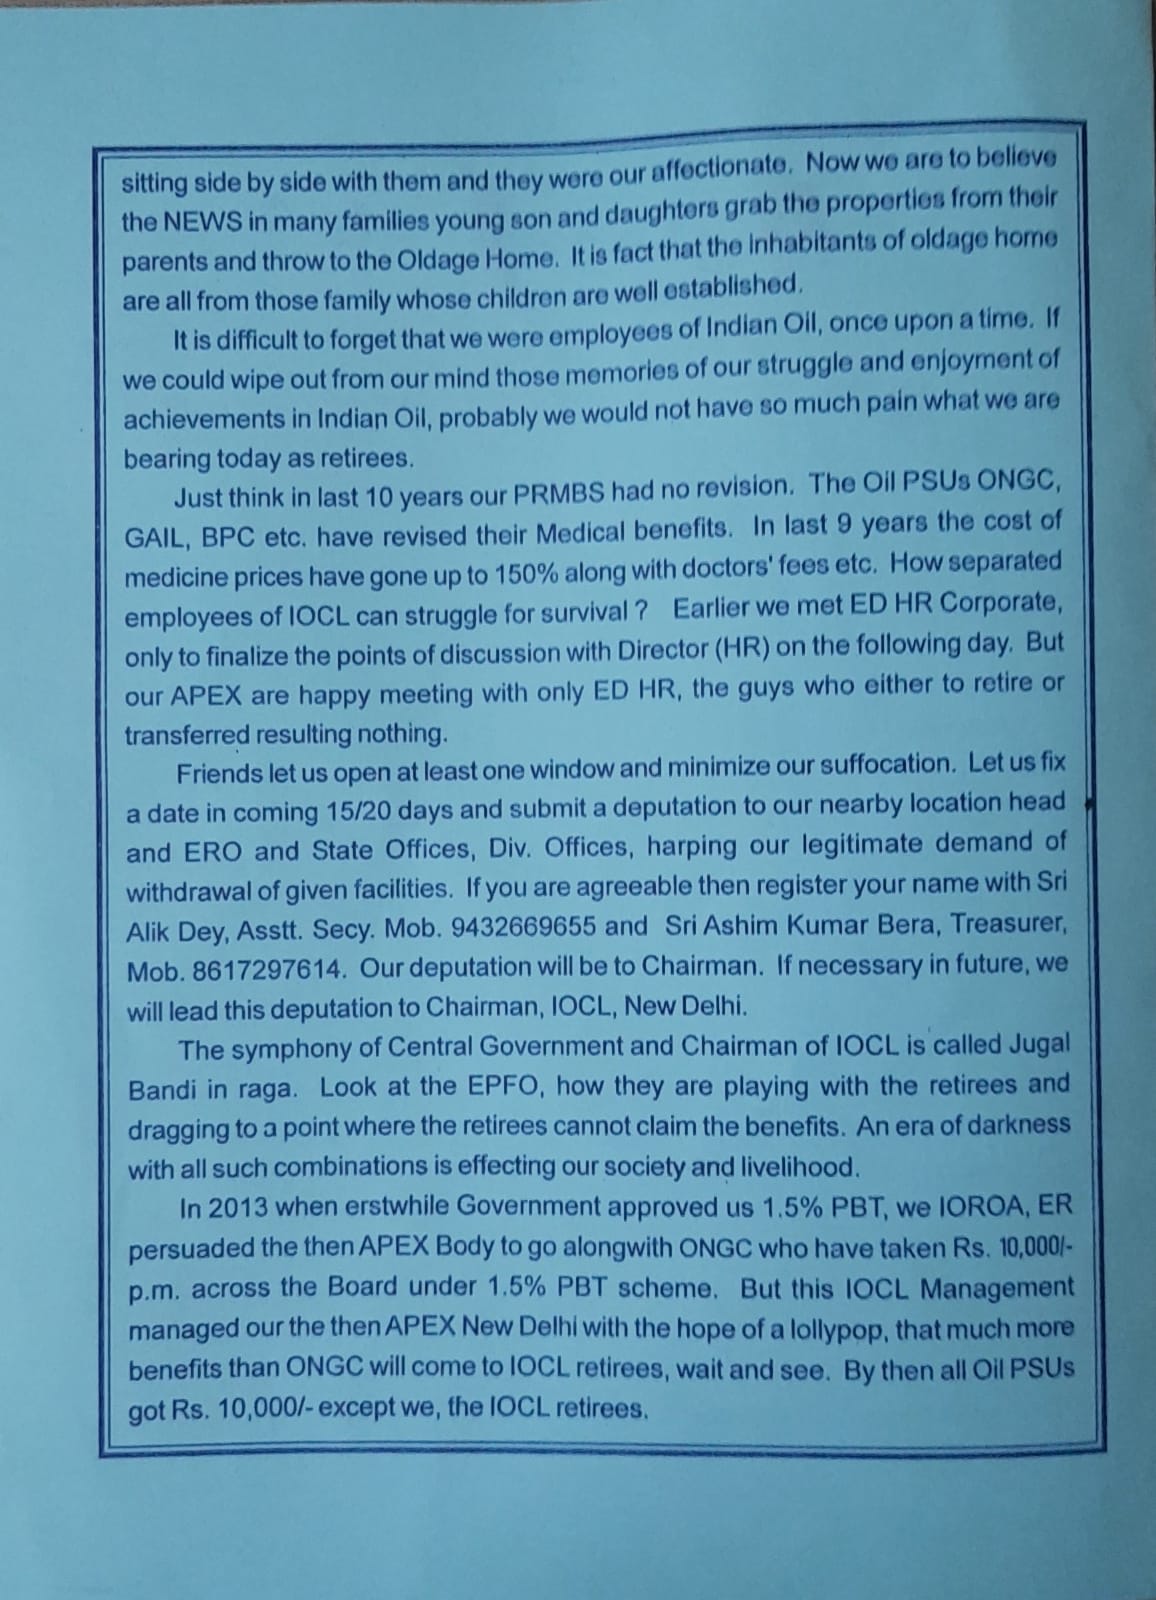 sitting side by side with them and they were our affectionate. Now we are to believe
the NEWS in many families young son and daughters grab the properties from their
parents and throw to the Oldage Home. It is fact that the inhabitants of oldage home
are all from those family whose children are well established.
It is difficult to forget that we were employees of Indian Oil, once upon a time. If
we could wipe out from our mind those memories of our struggle and enjoyment of
achievements in Indian Oil, probably we would not have so much pain what we are
bearing today as retirees.
Just think in last 10 years our PRMBS had no revision. The Oil PSUs ONGC,
GAIL, BPC etc. have revised their Medical benefits. In last 9 years the cost of
medicine prices have gone up to 150% along with doctors' fees etc. How separated
employees of IOCL can struggle for survival ? Earlier we met ED HR Corporate,
only to finalize the points of discussion with Director (HR) on the following day. But
our APEX are happy meeting with only ED HR, the guys who either to retire or
transferred resulting nothing.
Friends let us open at least one window and minimize our suffocation. Let us fix
a date in coming 15/20 days and submit a deputation to our nearby location head
and ERO and State Offices, Div. Offices, harping our legitimate demand of
withdrawal of given facilities. If you are agreeable then register your name with Sri
Alik Dey, Asstt. Secy. Mob. 9432669655 and Sri Ashim Kumar Bera, Treasurer,
Mob. 8617297614. Our deputation will be to Chairman. If necessary in future, we
will lead this deputation to Chairman, IOCL, New Delhi.
The symphony of Central Government and Chairman of IOCL is called Jugal
Bandi in raga. Look at the EPFO, how they are playing with the retirees and
dragging to a point where the retirees cannot claim the benefits. An era of darkness
with all such combinations is effecting our society and livelihood.
In 2013 when erstwhile Government approved us 1.5% PBT, we IOROA, ER
persuaded the then APEX Body to go alongwith ONGC who have taken Rs. 10,000/-
p.m. across the Board under 1.5% PBT scheme. But this IOCL Management
managed our the then APEX New Delhi with the hope of a lollypop, that much more
benefits than ONGC will come to IOCL retirees, wait and see. By then all Oil PSUs
got Rs. 10,000/- except we, the IOCL retirees.